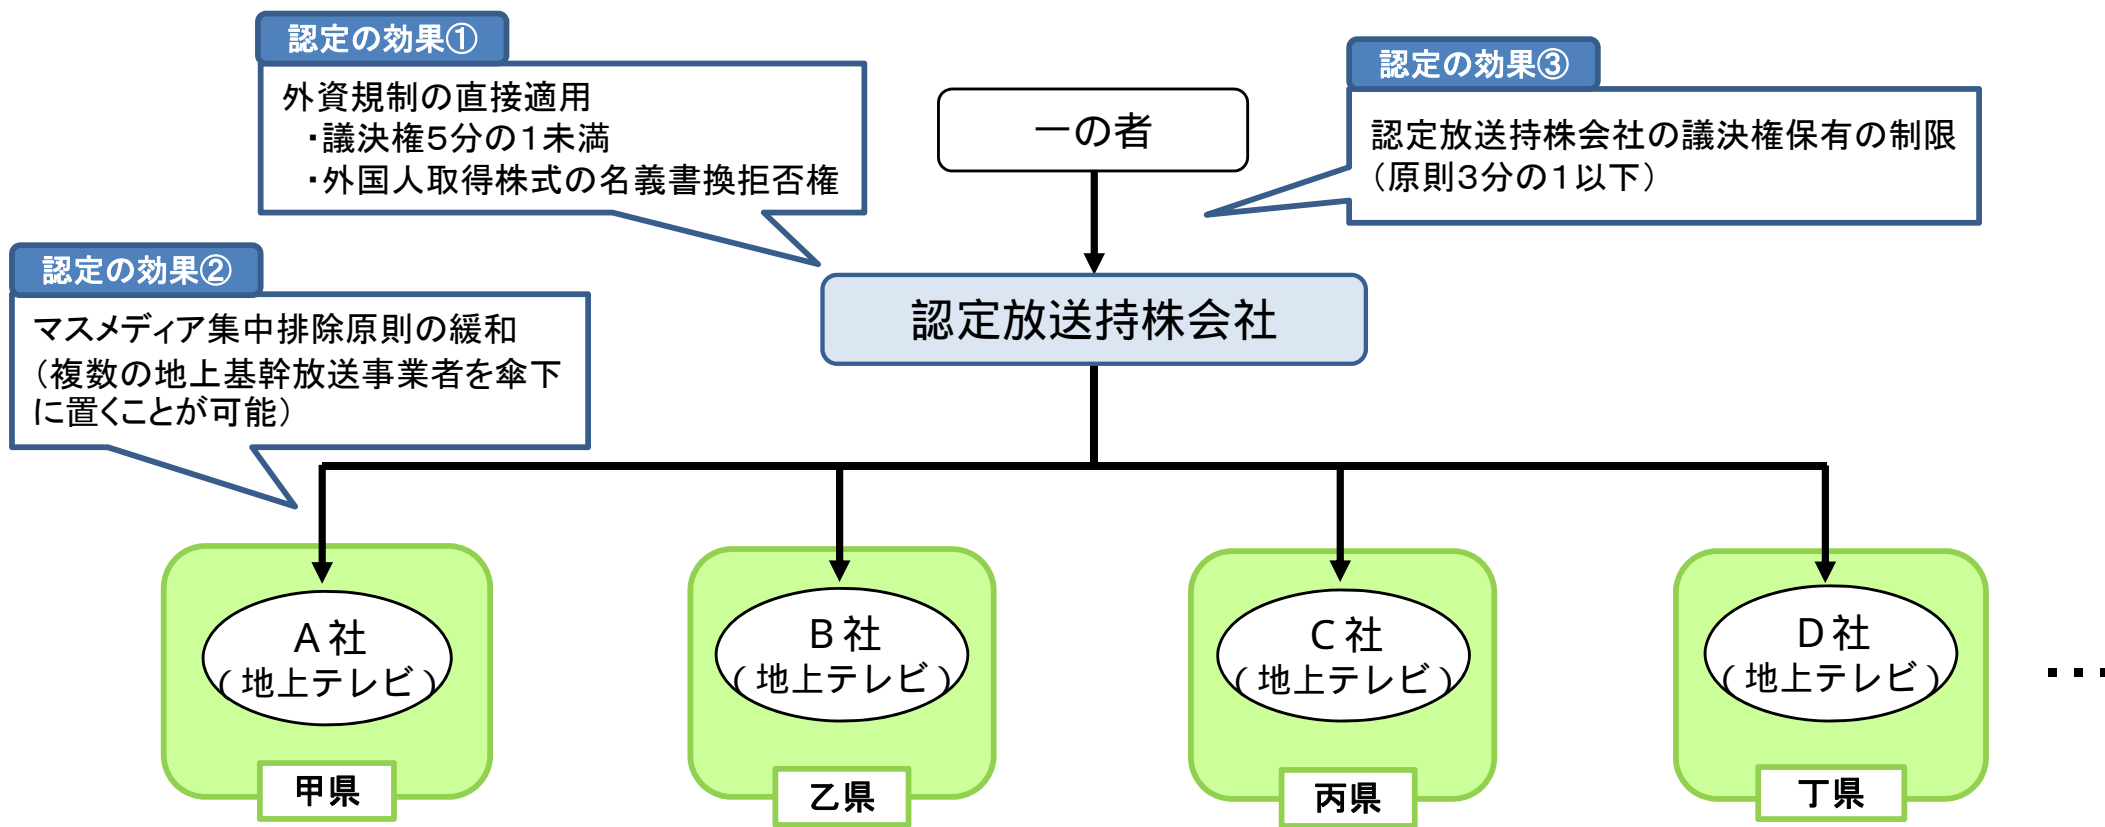 認定の効果①
外資規制の直接適用
・議決権5分の1未満
・外国人取得株式の名義書換拒否権
一の者
認定の効果③
認定放送持株会社の議決権保有の制限
（原則3分の1以下）
認定の効果②
マスメディア集中排除原則の緩和
（複数の地上基幹放送事業者を傘下
に置くことが可能）
認定放送持株会社
A社
(地上テレビ)
甲県
B社
(地上テレビ)
乙県
C社
(地上テレビ)
丙県
D社
(地上テレビ)
丁県
・・・